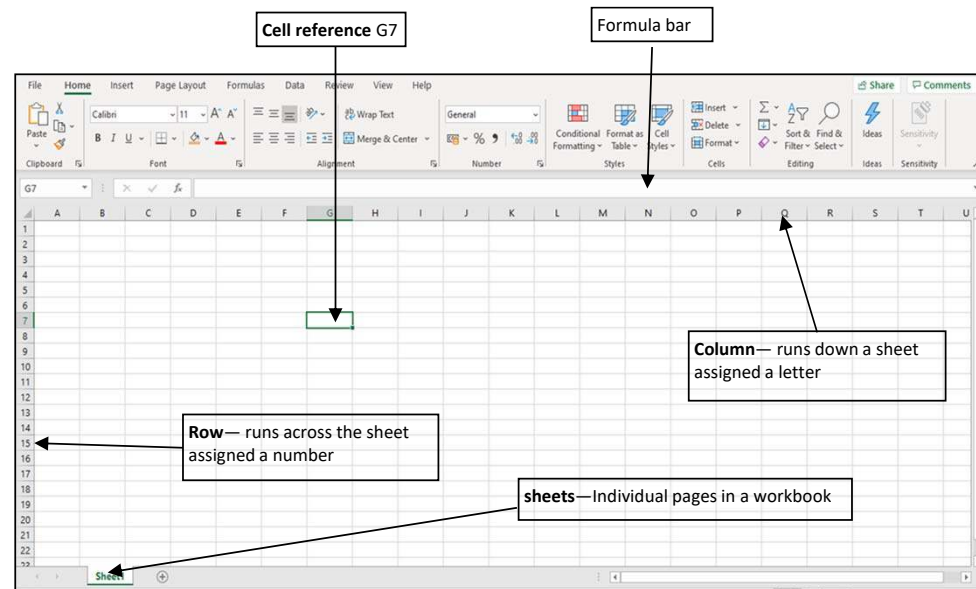 Cell reference G7
Formula bar
File Home Insert Page Layout Formulas Data Review View Help Share Comments
Calibri 11 A^ Aˇ Wrap Text General Insert Σ
Paste B I U A Merge & Center % 9 Conditional Format as Cell Delete Sort & Find & Ideas Sensitivity
Formatting Table Styles Format Filter Select
Clipboard Font Alignment Number Styles Cells Editing Ideas Sensitivity
G7 fx
A B C D E F G H I J K L M N O P Q R S T U
1
2
3
4
5
6
7
8
9
Column— runs down a sheet
10
assigned a letter
11
12
13
14
Row— runs across the sheet
15
assigned a number
16
17
18
sheets—Individual pages in a workbook
19
20
21
22
23
Sheet1